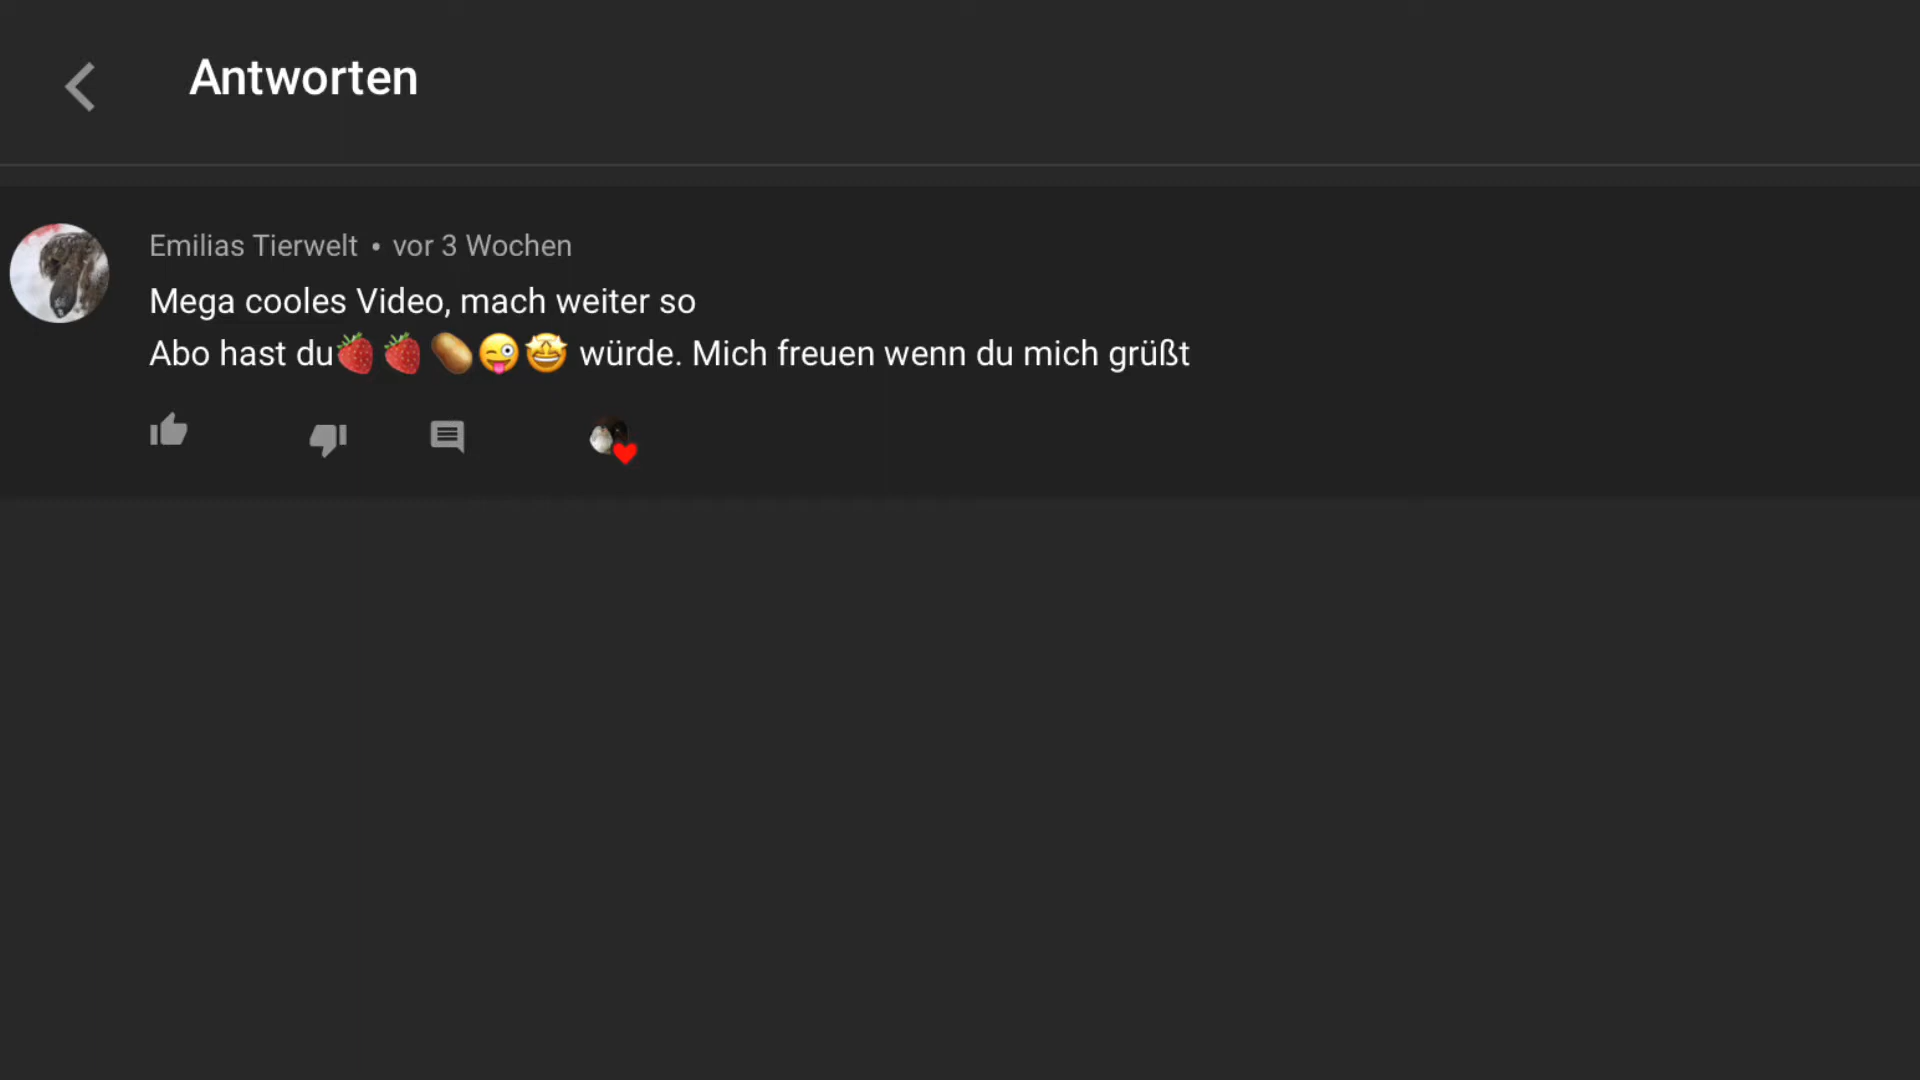 Antworten
Emilias Tierwelt • vor 3 Wochen
Mega cooles Video, mach weiter so
Abo hast du🍓🍓🥔😜🤩 würde. Mich freuen wenn du mich grüßt